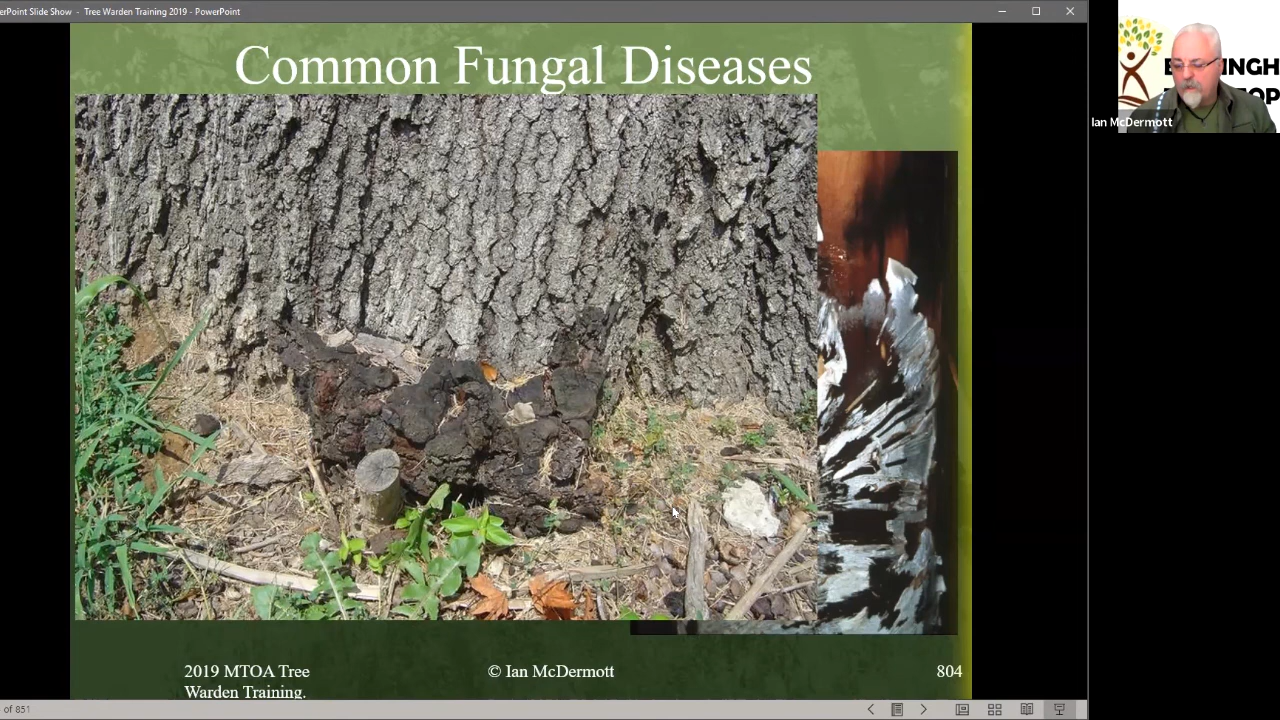 PowerPoint Slide Show - Tree Warden Training 2019 - PowerPoint
Common Fungal Diseases
Ian McDermott
2019 MTOA Tree
Warden Training.
© Ian McDermott
804
of 851